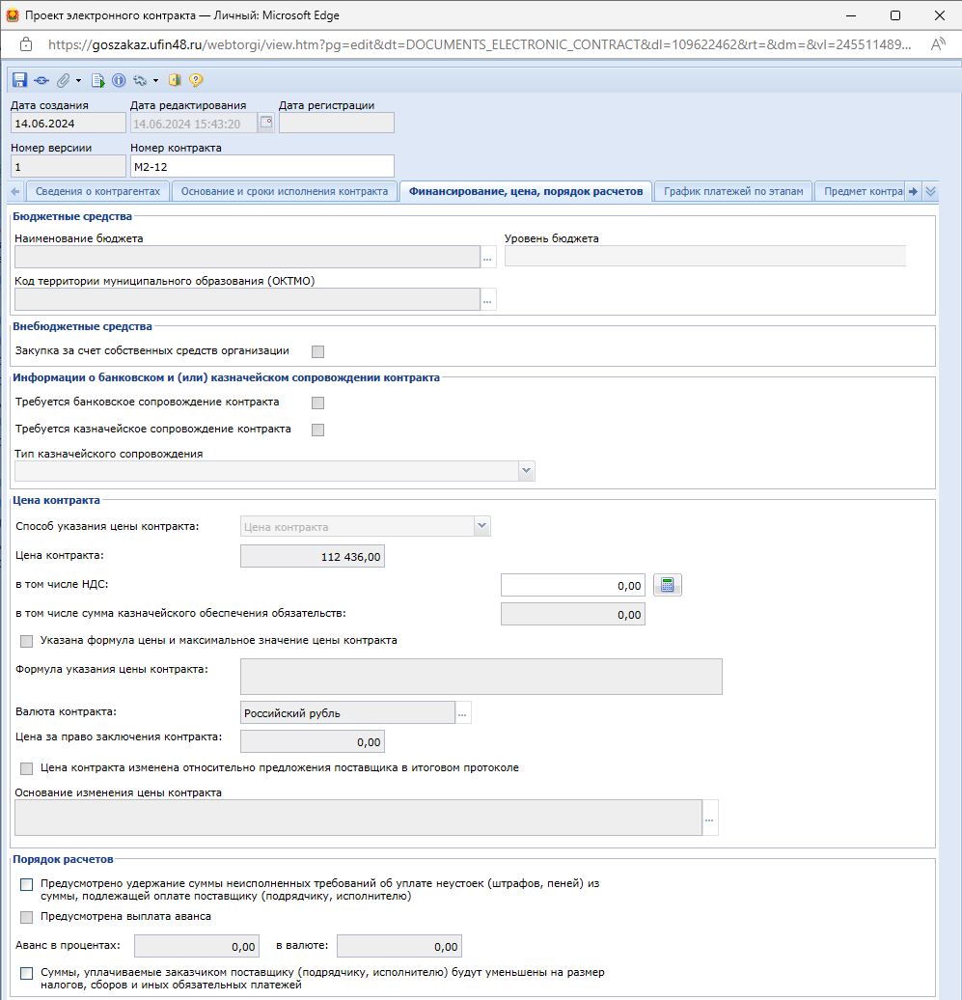 Проект электронного контракта — Личный: Microsoft Edge
https://goszakaz.ufin48.ru/webtorgi/view.htm?pg=edit&dt=DOCUMENTS_ELECTRONIC_CONTRACT&dl=109622462&rt=&dm=&vl=245511489...
Дата создания Дата редактирования Дата регистрации
14.06.2024 14.06.2024 15:43:20
Номер версиии Номер контракта
1 М2-12
Сведения о контрагентах Основание и сроки исполнения контракта Финансирование, цена, порядок расчетов График платежей по этапам Предмет контра
Бюджетные средства
Наименование бюджета Уровень бюджета
...
Код территории муниципального образования (ОКТМО)
...
Внебюджетные средства
Закупка за счет собственных средств организации
Информации о банковском и (или) казначейском сопровождении контракта
Требуется банковское сопровождение контракта
Требуется казначейское сопровождение контракта
Тип казначейского сопровождения
Цена контракта
Способ указания цены контракта: Цена контракта
Цена контракта: 112 436,00
в том числе НДС: 0,00
в том числе сумма казначейского обеспечения обязательств: 0,00
Указана формула цены и максимальное значение цены контракта
Формула указания цены контракта:
Валюта контракта: Российский рубль ...
Цена за право заключения контракта: 0,00
Цена контракта изменена относительно предложения поставщика в итоговом протоколе
Основание изменения цены контракта
...
Порядок расчетов
Предусмотрено удержание суммы неисполненных требований об уплате неустоек (штрафов, пеней) из
суммы, подлежащей оплате поставщику (подрядчику, исполнителю)
Предусмотрена выплата аванса
Аванс в процентах: 0,00 в валюте: 0,00
Суммы, уплачиваемые заказчиком поставщику (подрядчику, исполнителю) будут уменьшены на размер
налогов, сборов и иных обязательных платежей